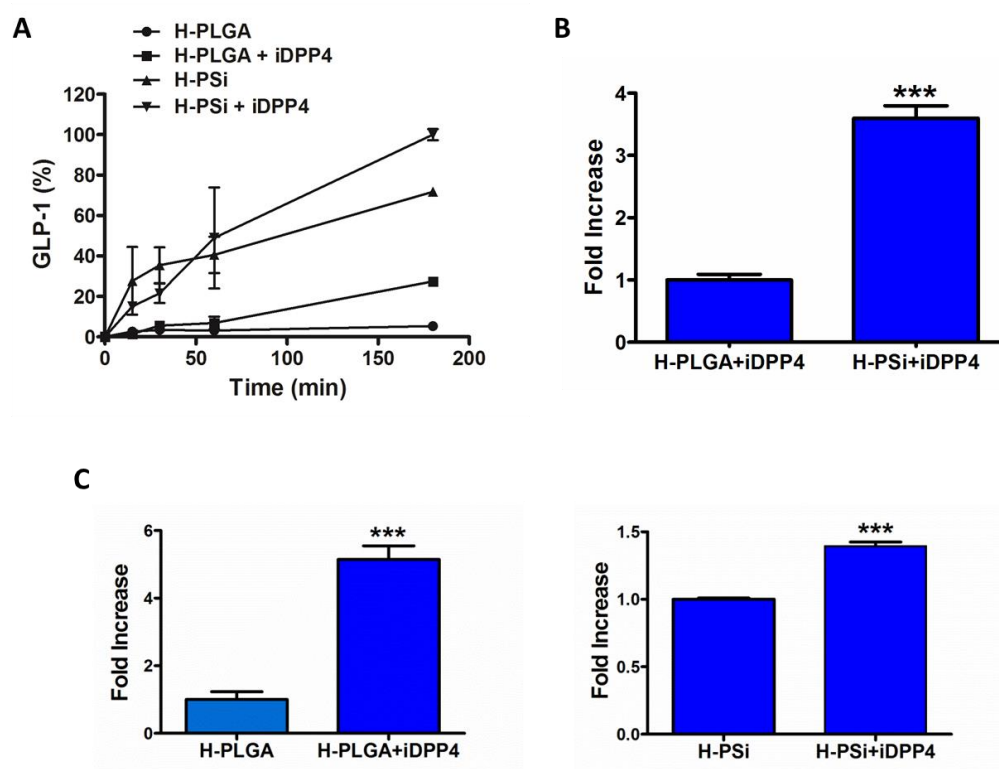 A
H-PLGA
H-PLGA + iDPP4
H-PSi
H-PSi + iDPP4
120
100
80
60
40
20
0
GLP-1 (%)
0 50 100 150 200
Time (min)
B
***
4
3
2
1
0
Fold Increase
H-PLGA+iDPP4 H-PSi+iDPP4
C
***
6
4
2
0
Fold Increase
H-PLGA H-PLGA+iDPP4
***
1.5
1.0
0.5
0.0
Fold Increase
H-PSi H-PSi+iDPP4